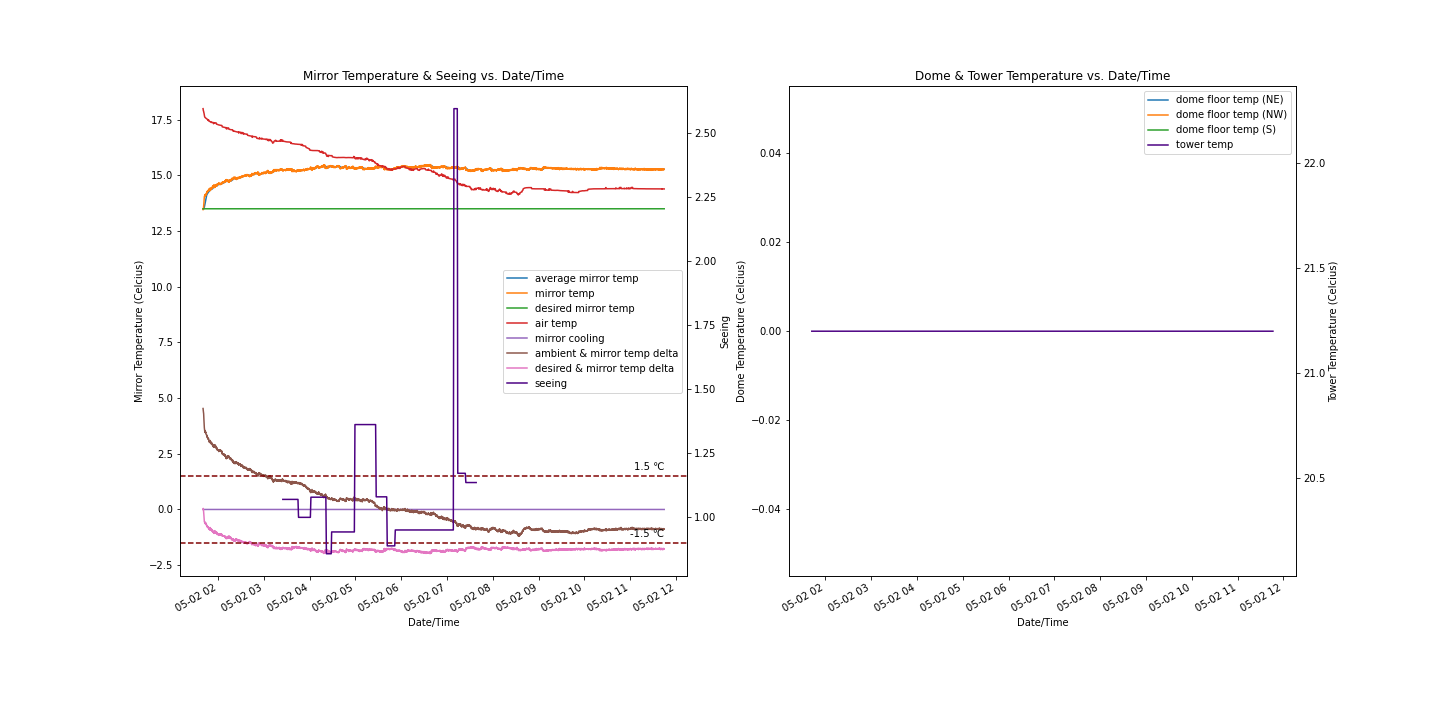 Mirror Temperature & Seeing vs. Date/Time
Mirror Temperature (Celcius)
17.5
15.0
12.5
10.0
7.5
5.0
2.5
0.0
−2.5
average mirror temp
mirror temp
desired mirror temp
air temp
mirror cooling
ambient & mirror temp delta
desired & mirror temp delta
seeing
1.5 °C
-1.5 °C
2.50
2.25
2.00
1.75
1.50
1.25
1.00
Seeing
05-02 02
05-02 03
05-02 04
05-02 05
05-02 06
05-02 07
05-02 08
05-02 09
05-02 10
05-02 11
05-02 12
Date/Time
Dome & Tower Temperature vs. Date/Time
Dome Temperature (Celcius)
0.04
0.02
0.00
−0.02
−0.04
dome floor temp (NE)
dome floor temp (NW)
dome floor temp (S)
tower temp
22.0
21.5
21.0
20.5
Tower Temperature (Celcius)
05-02 02
05-02 03
05-02 04
05-02 05
05-02 06
05-02 07
05-02 08
05-02 09
05-02 10
05-02 11
05-02 12
Date/Time